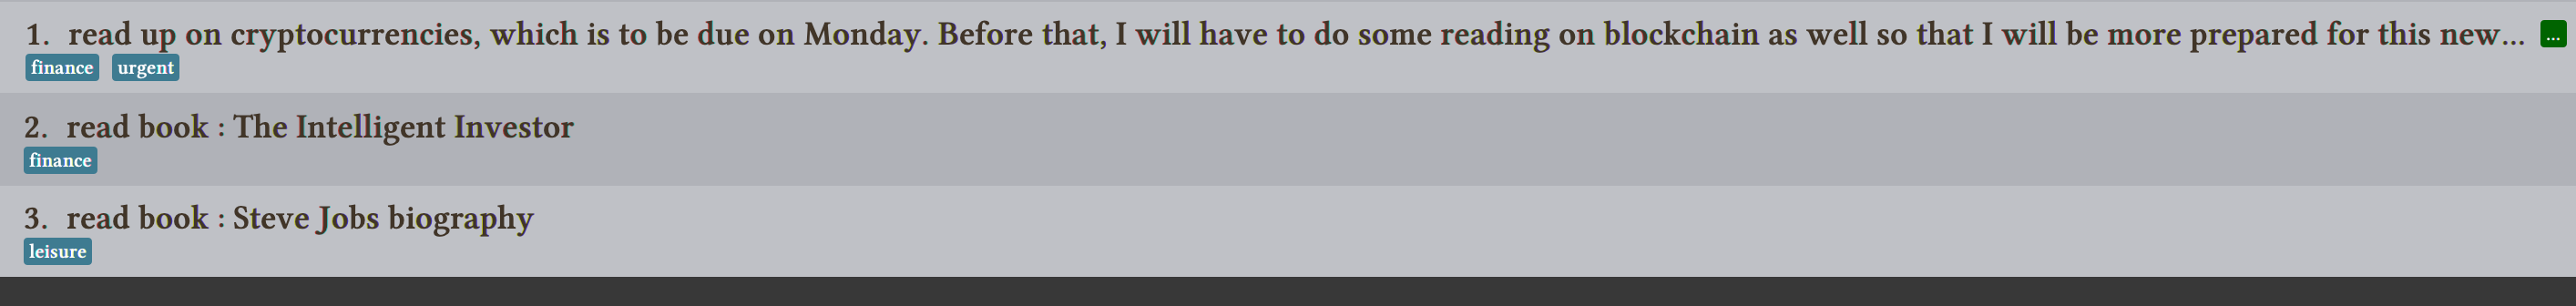 1. read up on cryptocurrencies, which is to be due on Monday. Before that, I will have to do some reading on blockchain as well so that I will be more prepared for this new... ...
finance urgent
2. read book : The Intelligent Investor
finance
3. read book : Steve Jobs biography
leisure